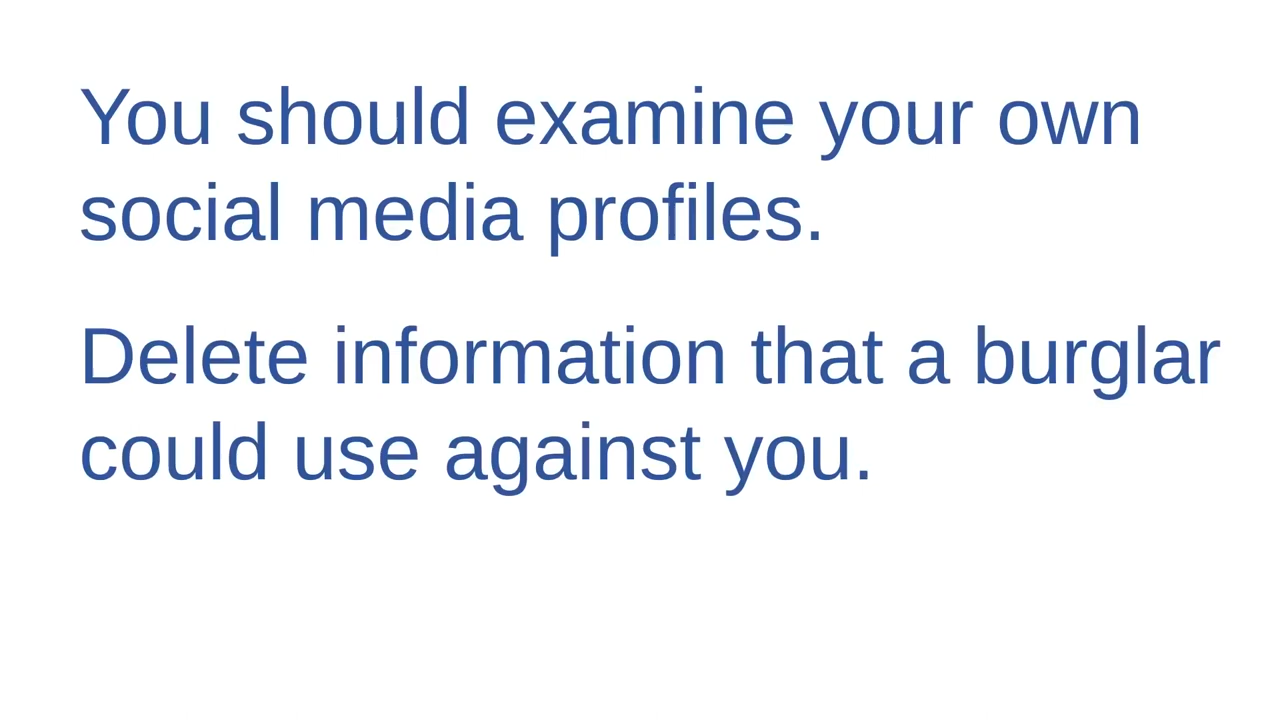 You should examine your own
social media profiles.
Delete information that a burglar
could use against you.